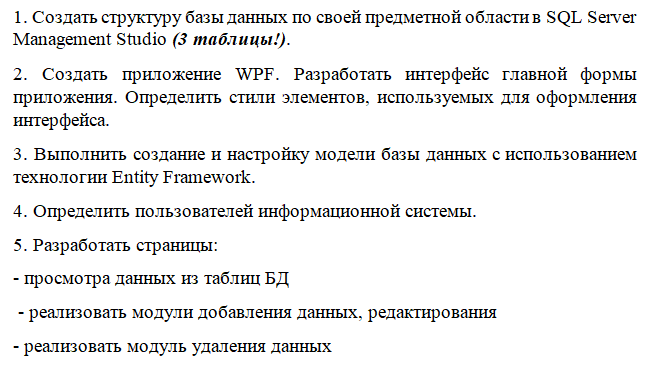 1. Создать структуру базы данных по своей предметной области в SQL Server
Management Studio (3 таблицы!).
2. Создать приложение WPF. Разработать интерфейс главной формы
приложения. Определить стили элементов, используемых для оформления
интерфейса.
3. Выполнить создание и настройку модели базы данных с использованием
технологии Entity Framework.
4. Определить пользователей информационной системы.
5. Разработать страницы:
- просмотра данных из таблиц БД
- реализовать модули добавления данных, редактирования
- реализовать модуль удаления данных